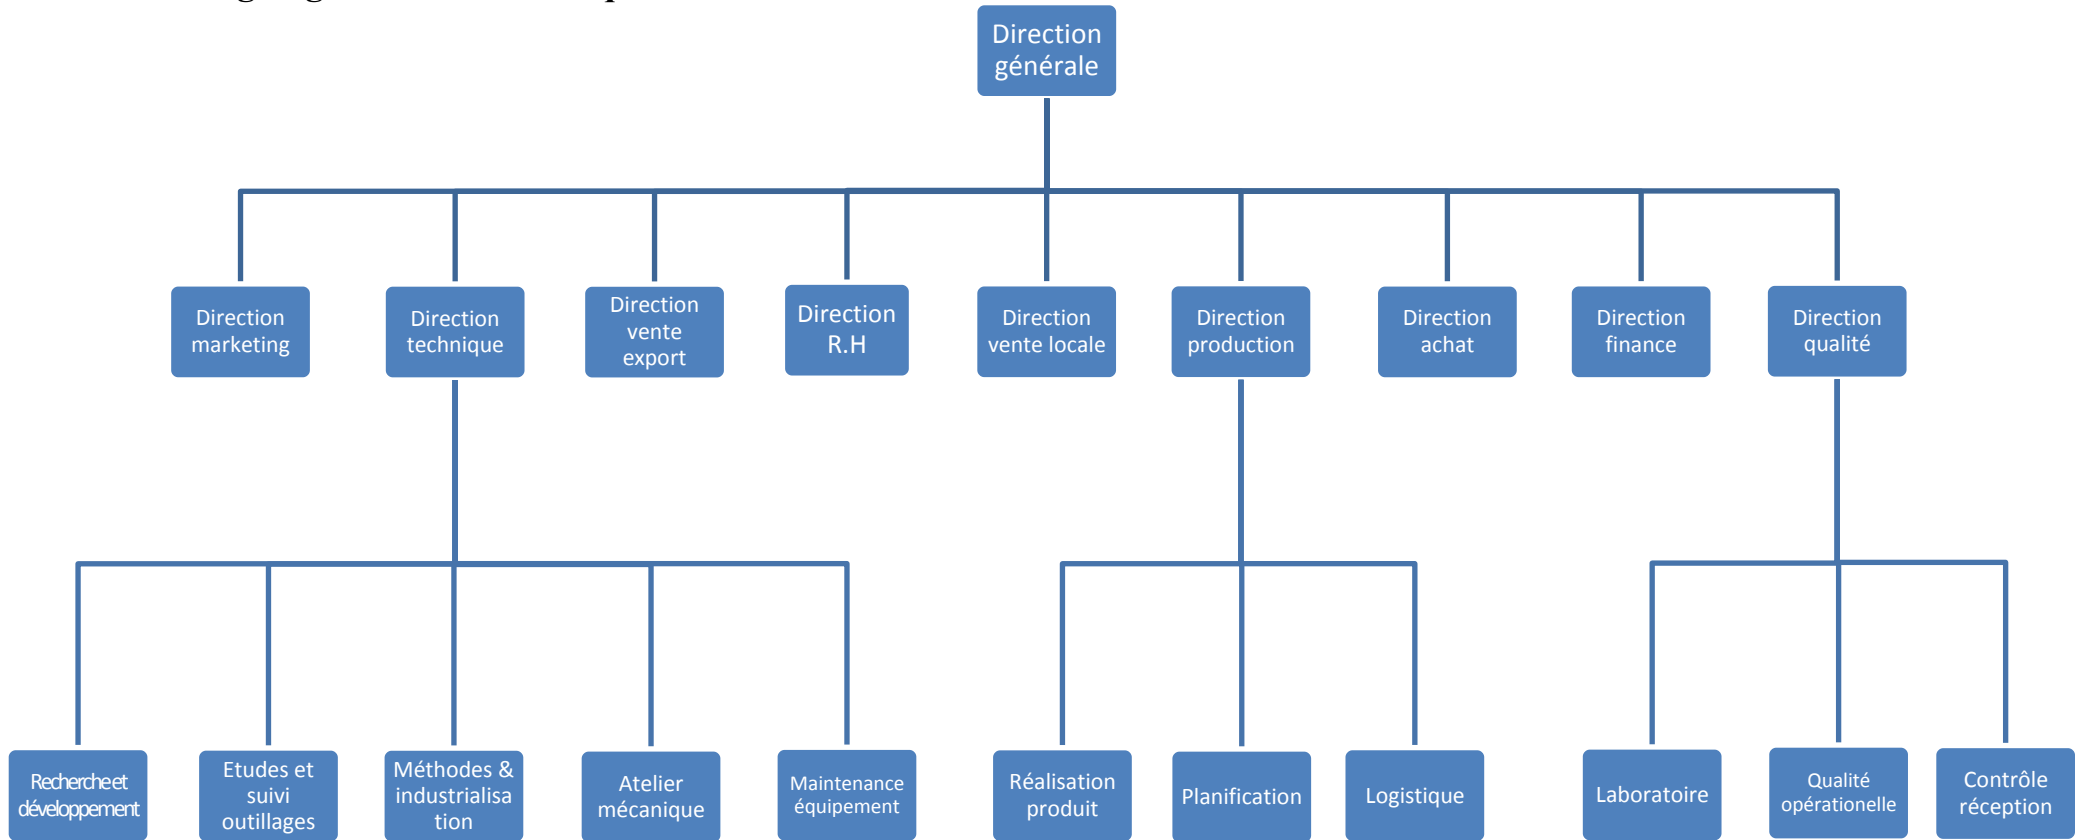 Direction
générale
Direction
marketing
Direction
technique
Direction
vente
export
Direction
R.H
Direction
vente locale
Direction
production
Direction
achat
Direction
finance
Direction
qualité
Recherche et
développement
Etudes et
suivi
outillages
Méthodes &
industrialisa
tion
Atelier
mécanique
Maintenance
équipement
Réalisation
produit
Planification
Logistique
Laboratoire
Qualité
opérationelle
Contrôle
réception